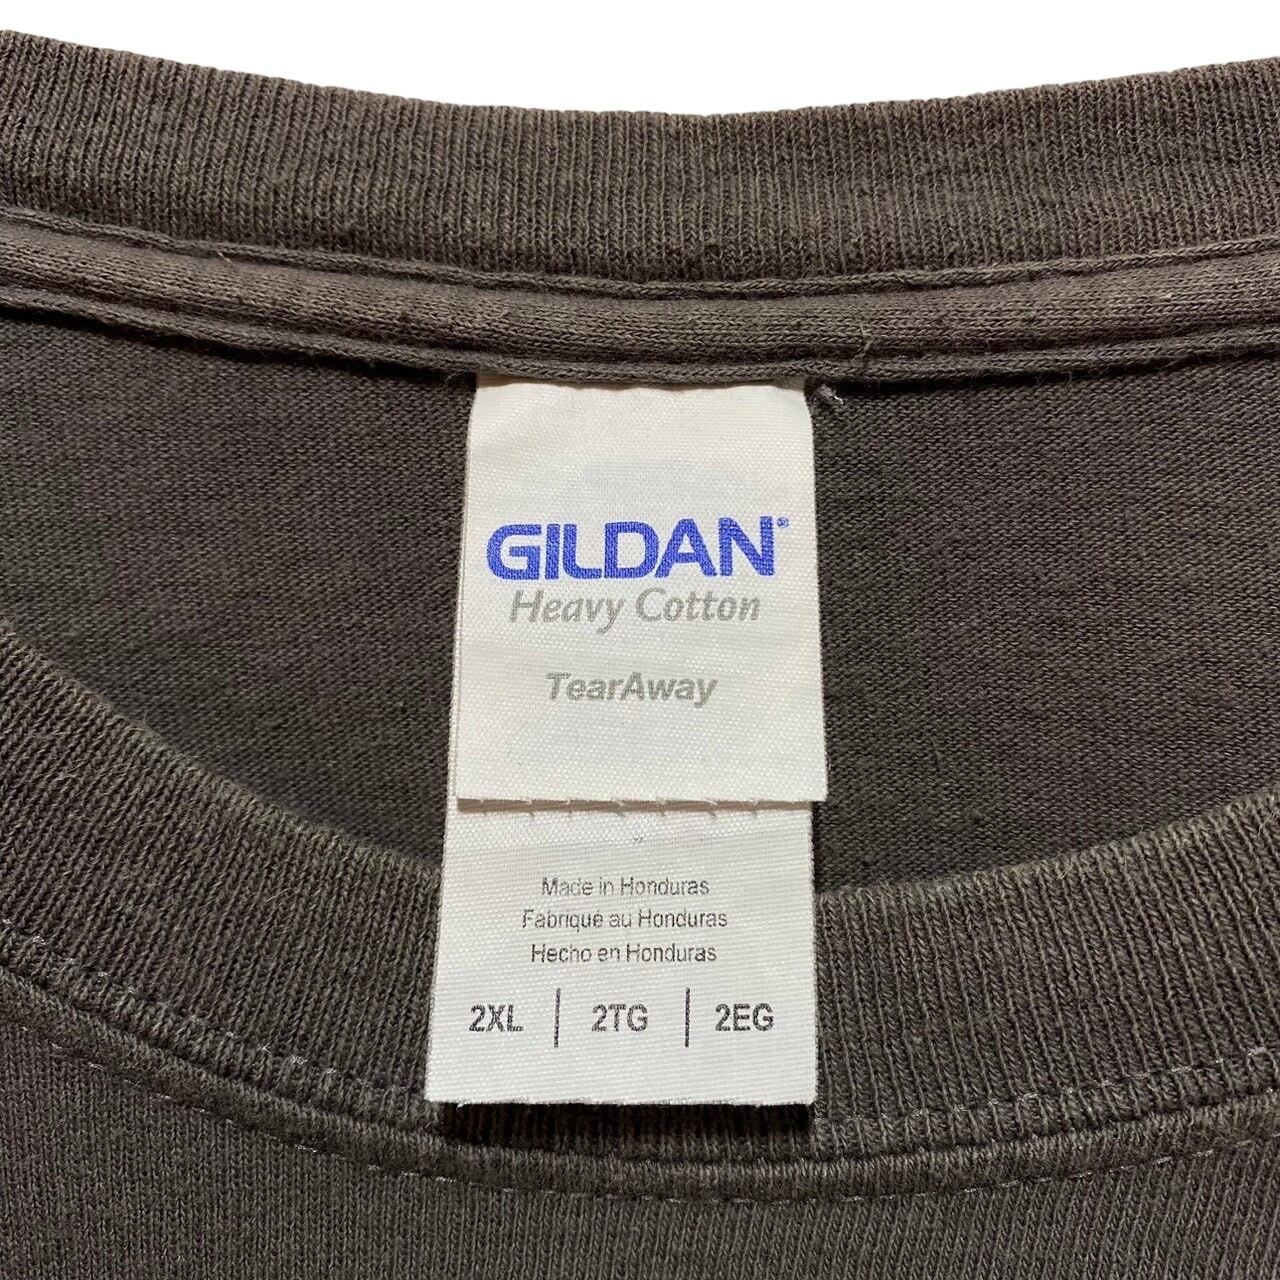 GILDAN®
Heavy Cotton
TearAway
Made in Honduras
Fabriqué au Honduras
Hecho en Honduras
2XL | 2TG | 2EG